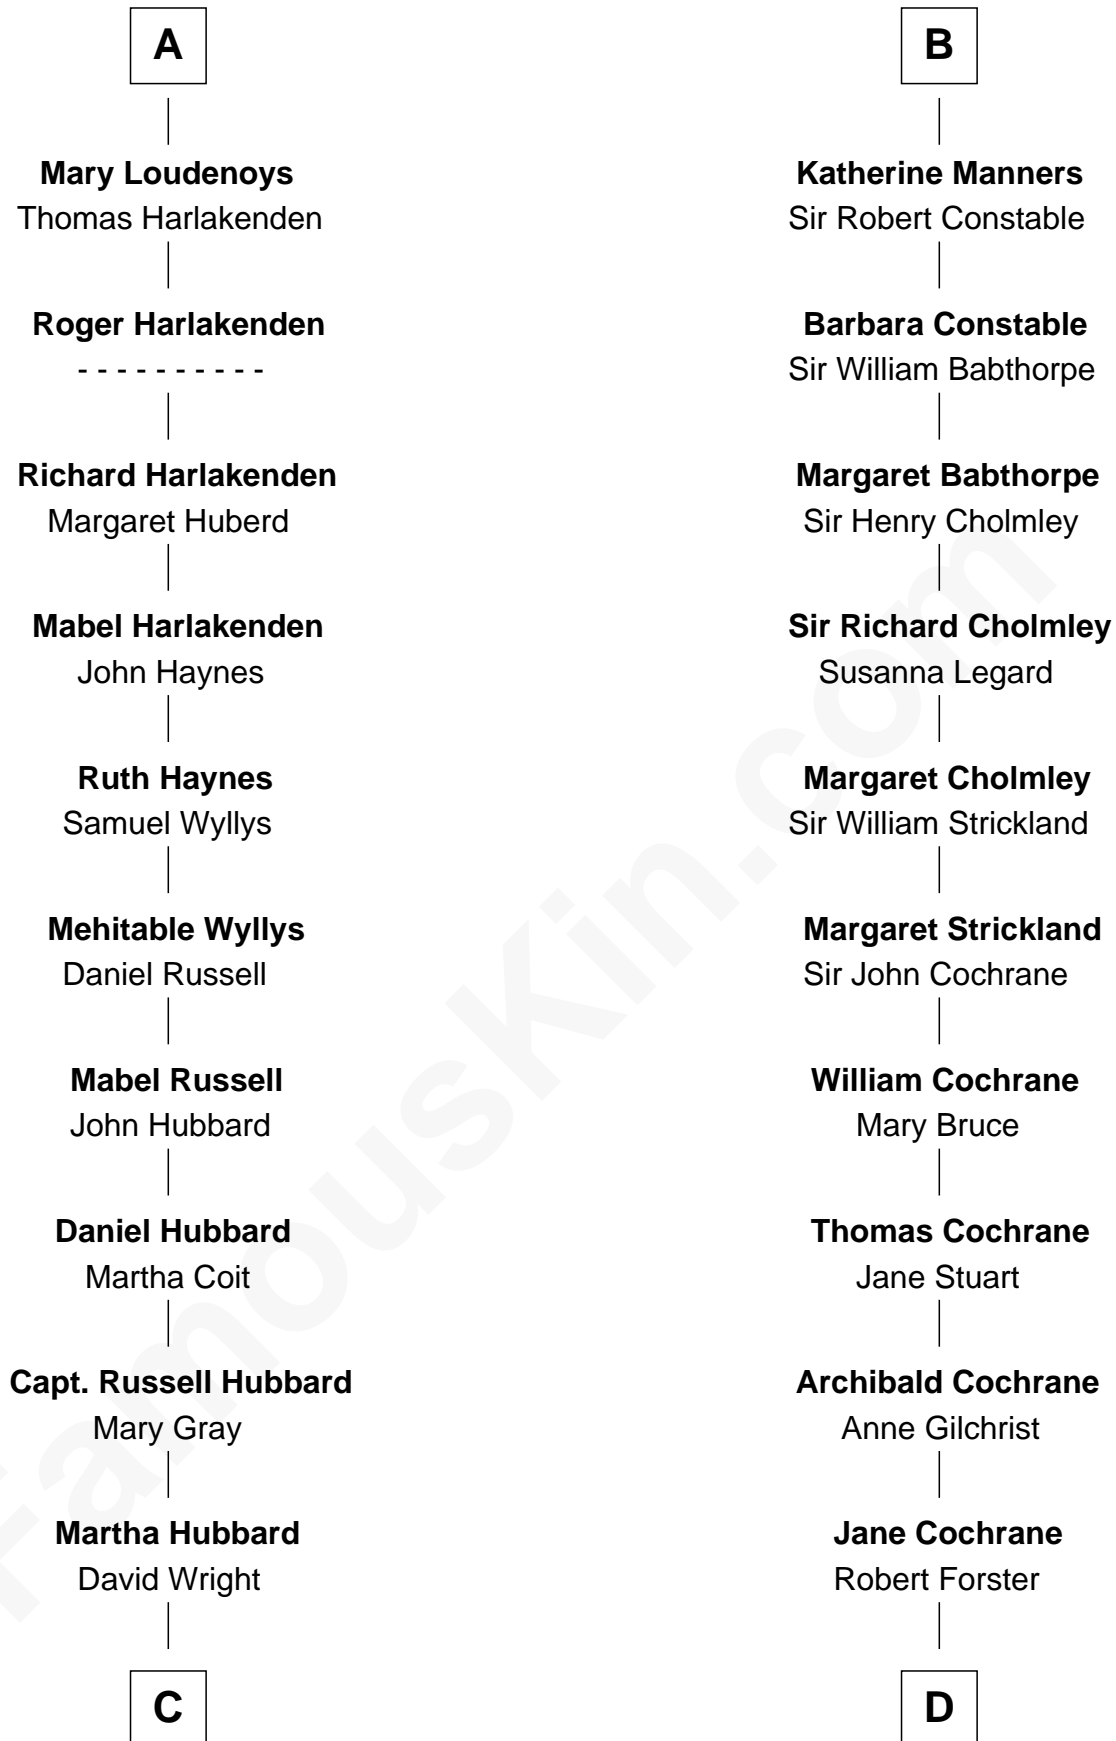 A
Mary Loudenoys
Thomas Harlakenden
Roger Harlakenden
- - - - - - - - - -
Richard Harlakenden
Margaret Huberd
Mabel Harlakenden
John Haynes
Ruth Haynes
Samuel Wyllys
Mehitable Wyllys
Daniel Russell
Mabel Russell
John Hubbard
Daniel Hubbard
Martha Coit
Capt. Russell Hubbard
Mary Gray
Martha Hubbard
David Wright
C
B
Katherine Manners
Sir Robert Constable
Barbara Constable
Sir William Babthorpe
Margaret Babthorpe
Sir Henry Cholmley
Sir Richard Cholmley
Susanna Legard
Margaret Cholmley
Sir William Strickland
Margaret Strickland
Sir John Cochrane
William Cochrane
Mary Bruce
Thomas Cochrane
Jane Stuart
Archibald Cochrane
Anne Gilchrist
Jane Cochrane
Robert Forster
D
FamousKin.com